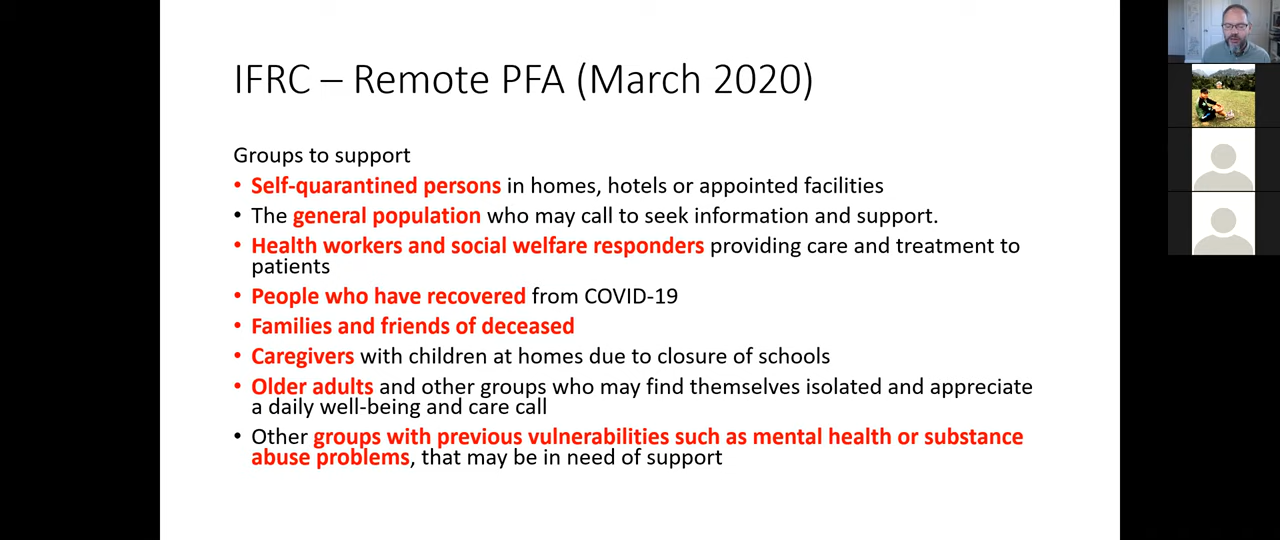 IFRC – Remote PFA (March 2020)
Groups to support
• Self-quarantined persons in homes, hotels or appointed facilities
• The general population who may call to seek information and support.
• Health workers and social welfare responders providing care and treatment to
patients
• People who have recovered from COVID-19
• Families and friends of deceased
• Caregivers with children at homes due to closure of schools
• Older adults and other groups who may find themselves isolated and appreciate
a daily well-being and care call
• Other groups with previous vulnerabilities such as mental health or substance
abuse problems, that may be in need of support